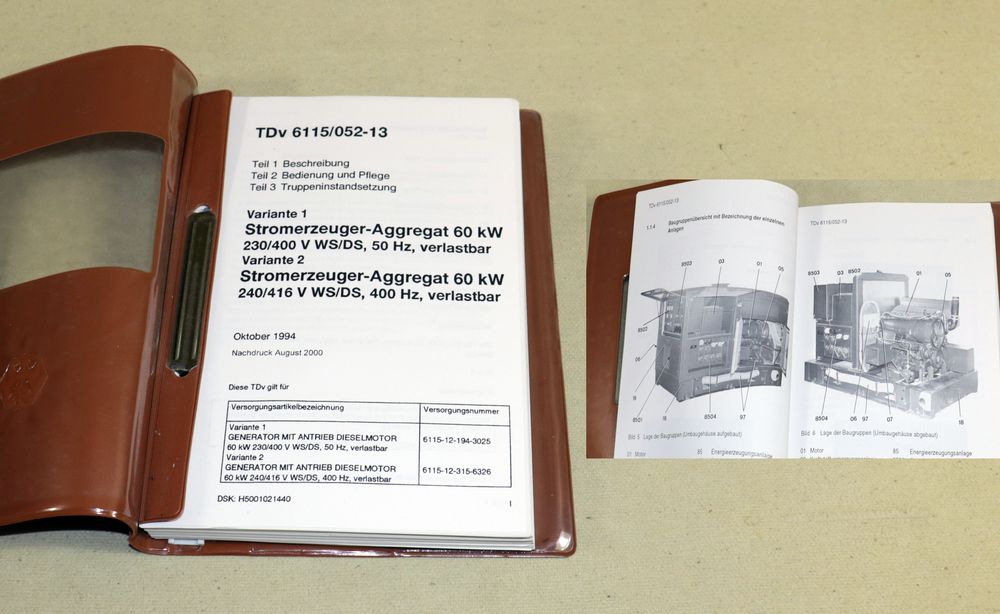 TDv 6115/052-13
Teil 1 Beschreibung
Teil 2 Bedienung und Pflege
Teil 3 Truppeninstandsetzung
Variante 1
Stromerzeuger-Aggregat 60 kW
230/400 V WS/DS, 50 Hz, verlastbar
Variante 2
Stromerzeuger-Aggregat 60 kW
240/416 V WS/DS, 400 Hz, verlastbar
Oktober 1994
Nachdruck August 2000
Diese TDv gilt für
Versorgungsartikelbezeichnung Versorgungsnummer
Variante 1
GENERATOR MIT ANTRIEB DIESELMOTOR 6115-12-194-3025
60 kW 230/400 V WS/DS, 50 Hz, verlastbar
Variante 2
GENERATOR MIT ANTRIEB DIESELMOTOR 6115-12-315-6326
60 kW 240/416 V WS/DS, 400 Hz, verlastbar
DSK: H5001021440
I
TDv 6115/052-13
1.1.4 Baugruppenübersicht mit Bezeichnung der einzelnen
Anlagen
8503 03 01 05
8502
06
8501 18 8504 97
Bild 5 Lage der Baugruppen (Umbaugehäuse aufgebaut)
01 Motor
TDv 6115/052-13
8503 03 8502 01 05
8504 06 97 07 18
Bild 6 Lage der Baugruppen (Umbaugehäuse abgebaut)
85 Energieerzeugungsanlage